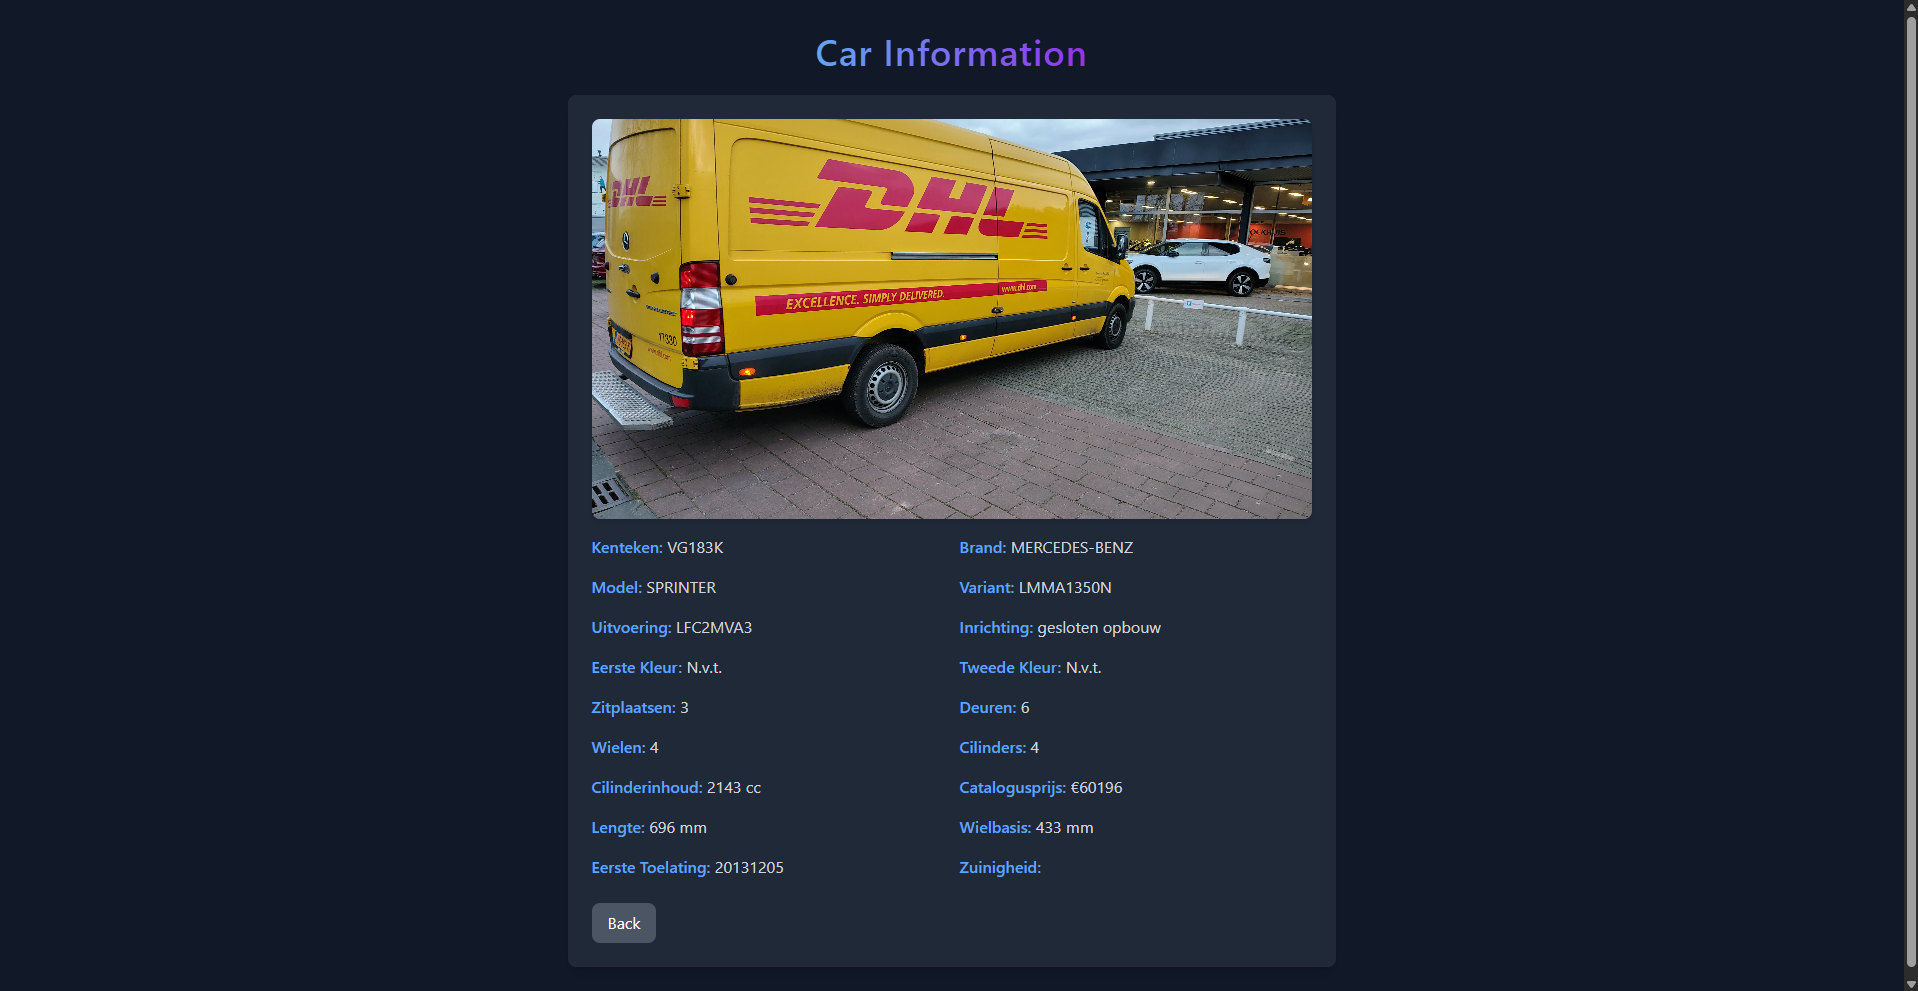 Car Information
DHL
DHL
EXCELLENCE. SIMPLY DELIVERED.
www.dhl.com
17330
Kenteken: VG183K
Brand: MERCEDES-BENZ
Model: SPRINTER
Variant: LMMA1350N
Uitvoering: LFC2MVA3
Inrichting: gesloten opbouw
Eerste Kleur: N.v.t.
Tweede Kleur: N.v.t.
Zitplaatsen: 3
Deuren: 6
Wielen: 4
Cilinders: 4
Cilinderinhoud: 2143 cc
Catalogusprijs: €60196
Lengte: 696 mm
Wielbasis: 433 mm
Eerste Toelating: 20131205
Zuinigheid:
Back